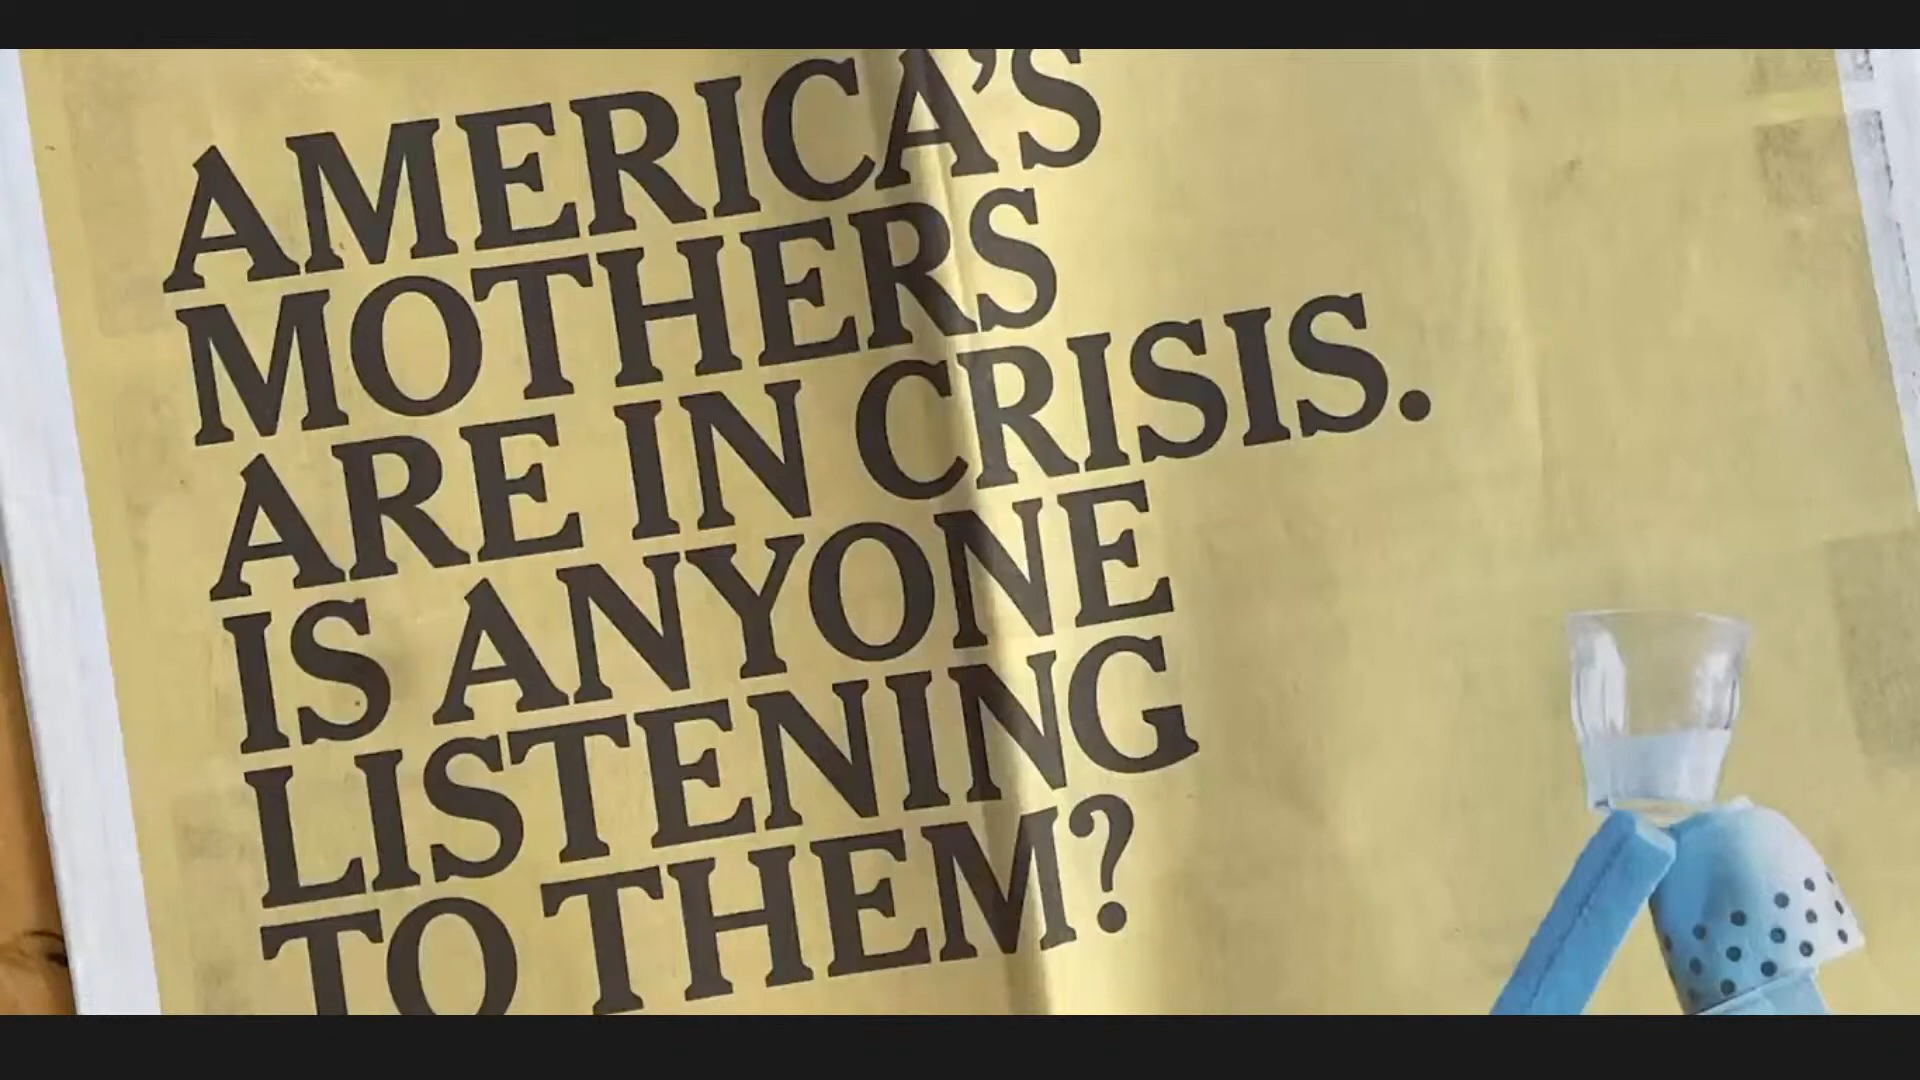 AMERICA'S
MOTHERS
ARE IN CRISIS.
IS ANYONE
LISTENING
TO THEM?